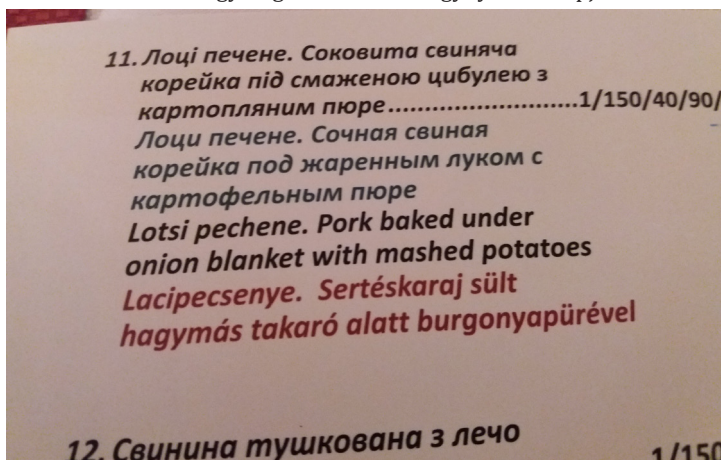 11. Лоці печене. Соковита свиняча
корейка під смаженою цибулею з
картопляним пюре..........................1/150/40/90/
Лоци печене. Сочная свиная
корейка под жаренным луком с
картофельным пюре
Lotsi pechene. Pork baked under
onion blanket with mashed potatoes
Lacipecsenye. Sertéskaraj sült
hagymás takaró alatt burgonyapürével
12. Свинина тушкована з лечо
1/150